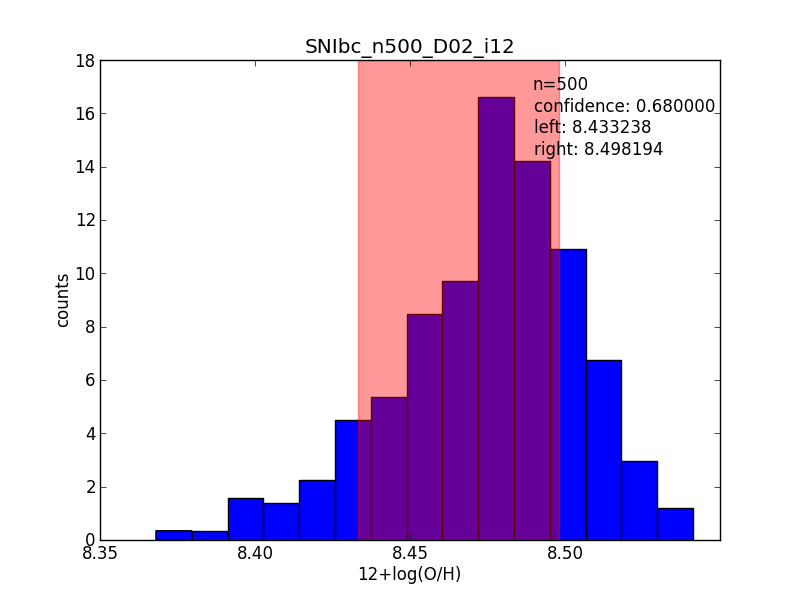 SNIbc_n500_D02_i12
18
16
14
12
10
8
6
4
2
0
counts
n=500
confidence: 0.680000
left: 8.433238
right: 8.498194
8.35 8.40 8.45 8.50
12+log(O/H)